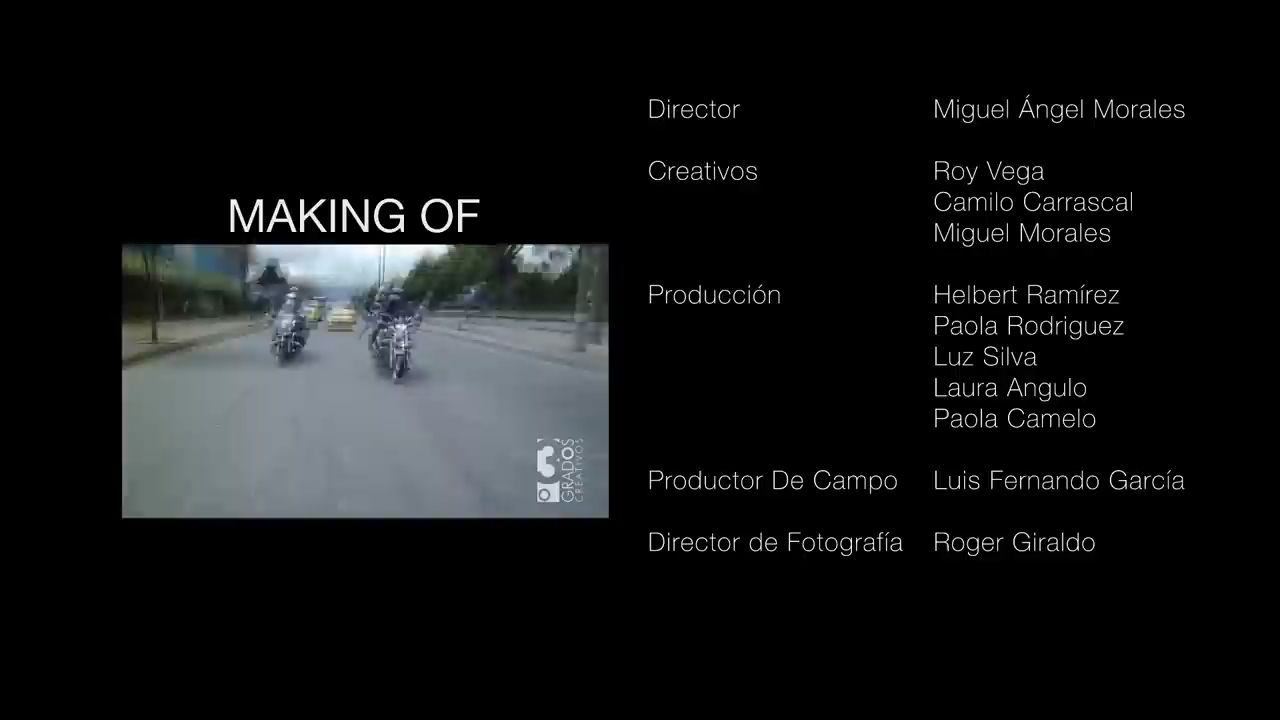 MAKING OF
3 GRADOS
CREATIVOS
Director Miguel Ángel Morales
Creativos Roy Vega
Camilo Carrascal
Miguel Morales
Producción Helbert Ramírez
Paola Rodriguez
Luz Silva
Laura Angulo
Paola Camelo
Productor De Campo Luis Fernando García
Director de Fotografía Roger Giraldo